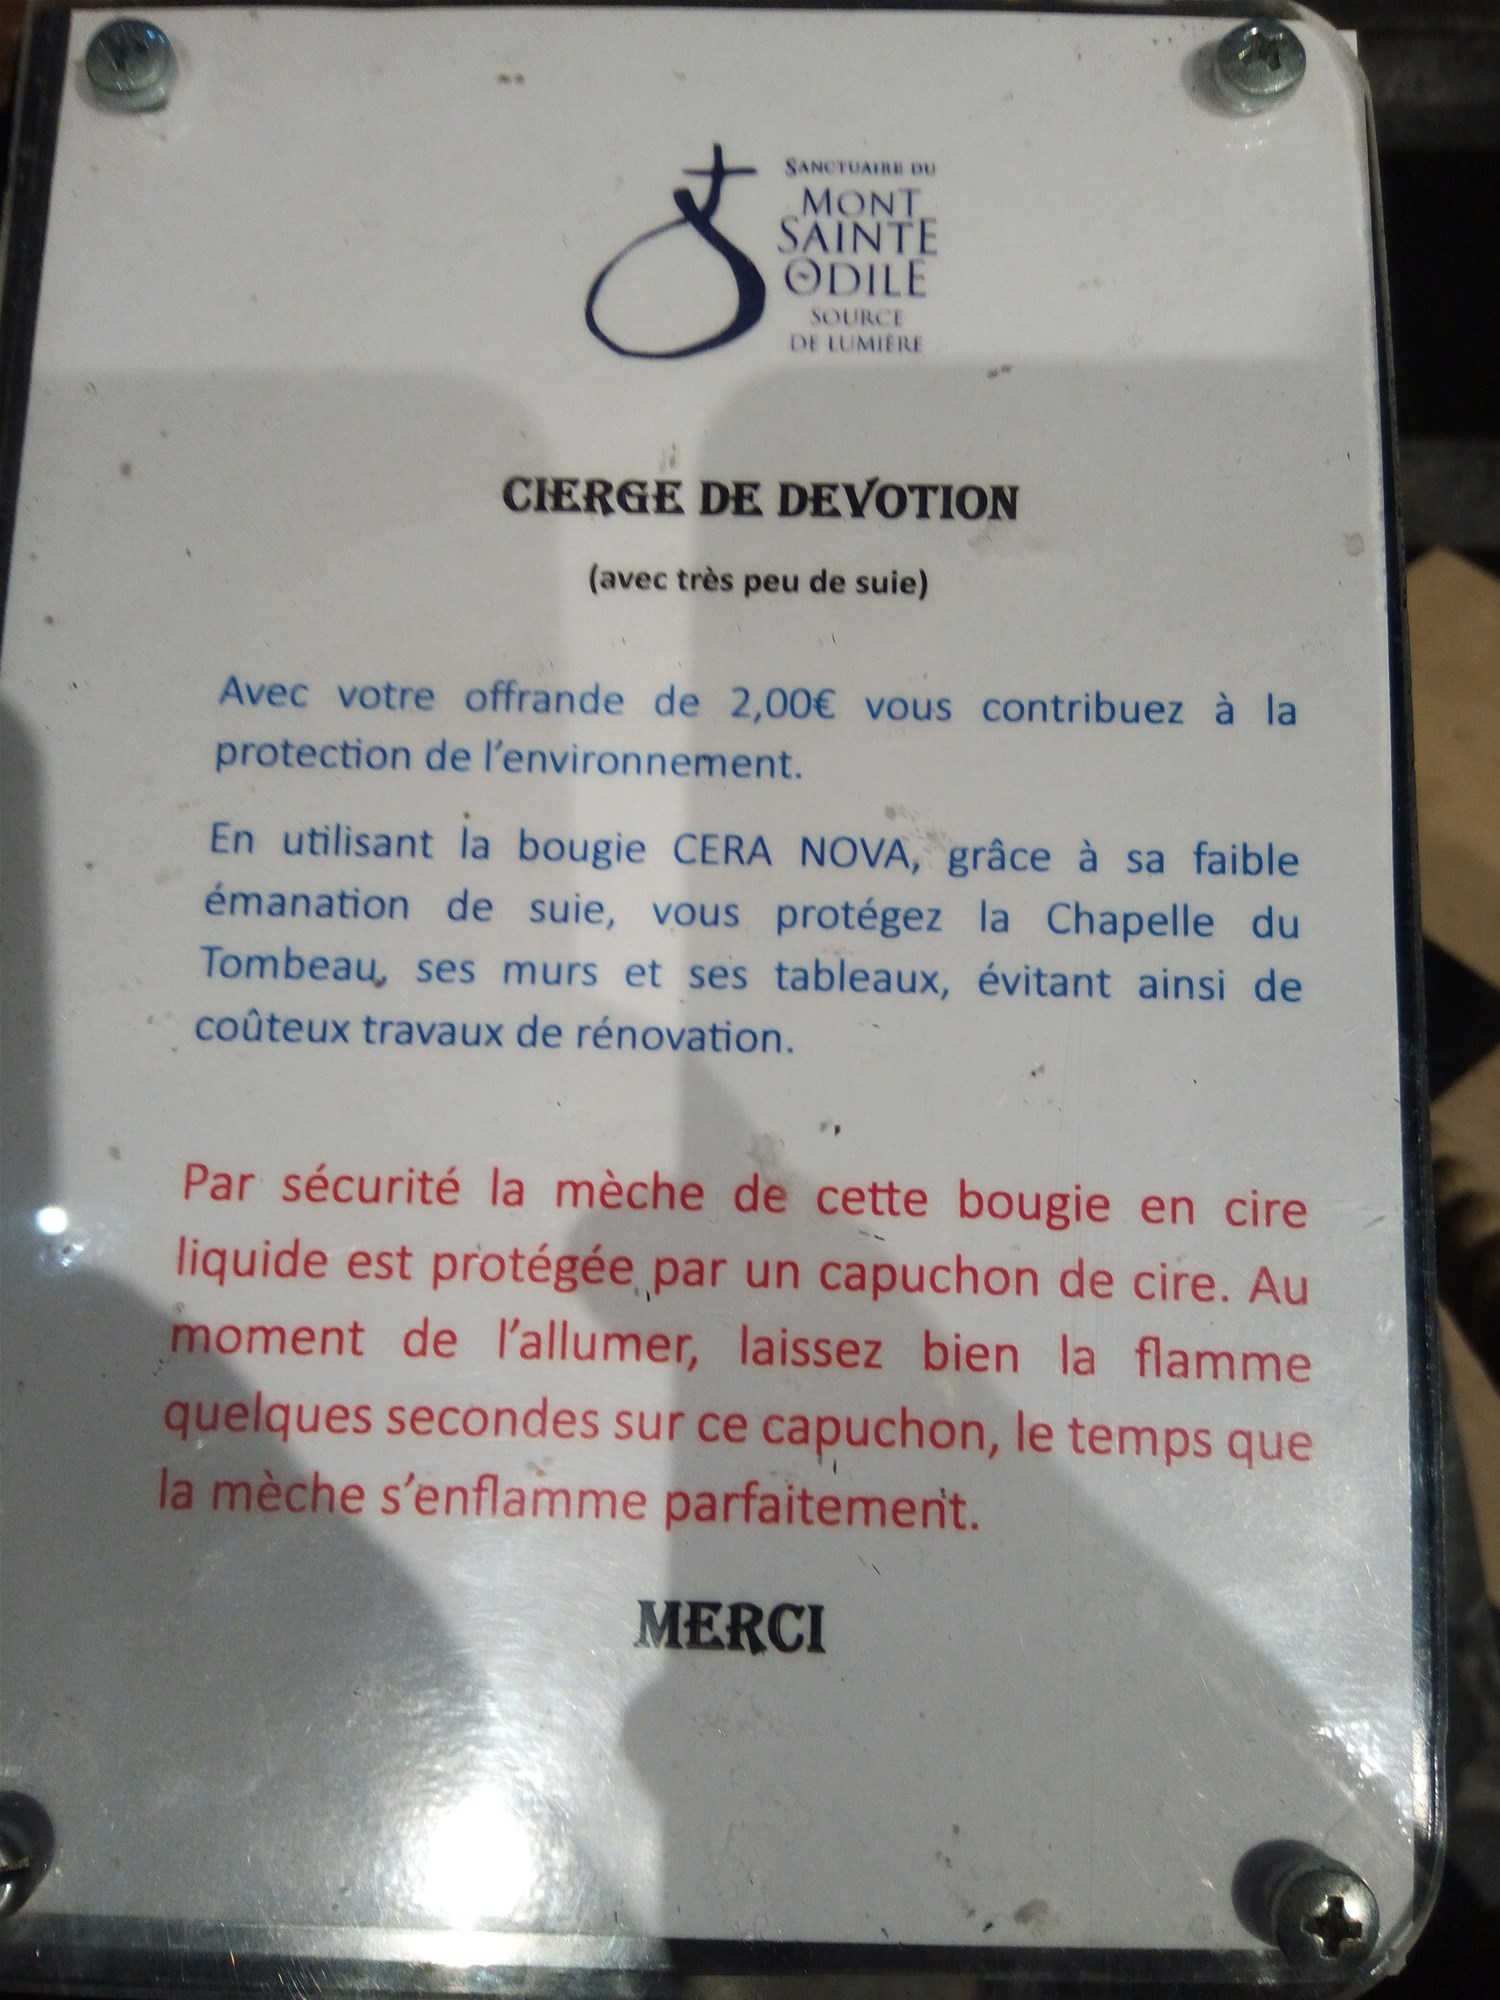 SANCTUAIRE DU
MONT
SAINTE
ODILE
SOURCE
DE LUMIÈRE
CIERGE DE DEVOTION
(avec très peu de suie)
Avec votre offrande de 2,00€ vous contribuez à la
protection de l'environnement.
En utilisant la bougie CERA NOVA, grâce à sa faible
émanation de suie, vous protégez la Chapelle du
Tombeau, ses murs et ses tableaux, évitant ainsi de
coûteux travaux de rénovation.
Par sécurité la mèche de cette bougie en cire
liquide est protégée par un capuchon de cire. Au
moment de l'allumer, laissez bien la flamme
quelques secondes sur ce capuchon, le temps que
la mèche s'enflamme parfaitement.
MERCI